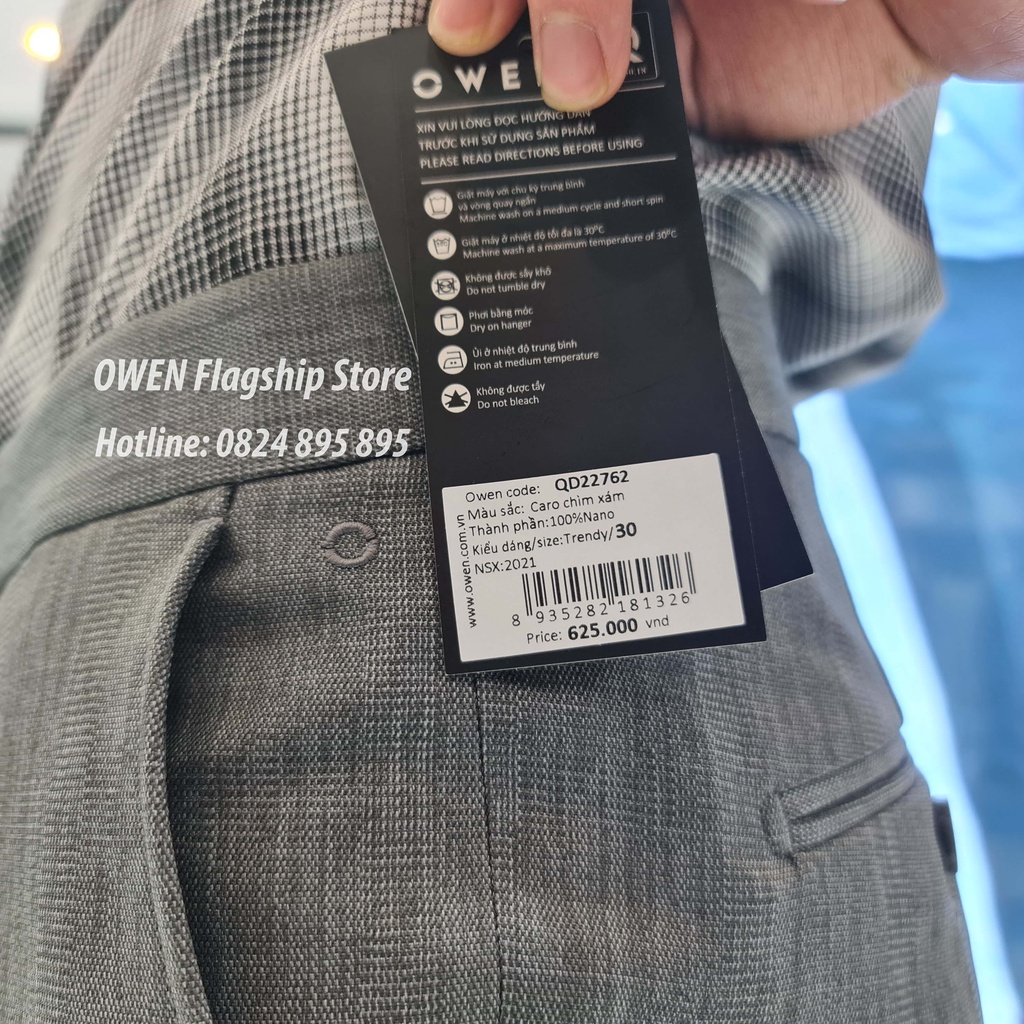 OWEN
XIN VUI LÒNG ĐỌC HƯỚNG DẪN
TRƯỚC KHI SỬ DỤNG SẢN PHẨM
PLEASE READ DIRECTIONS BEFORE USING
Giặt máy với chu kỳ trung bình
và vòng quay ngắn
Machine wash on a medium cycle and short spin
Giặt máy ở nhiệt độ tối đa là 30°C
Machine wash at a maximum temperature of 30°C
Không được sấy khô
Do not tumble dry
Phơi bằng móc
Dry on hanger
Ủi ở nhiệt độ trung bình
Iron at medium temperature
Không được tẩy
Do not bleach
OWEN Flagship Store
Hotline: 0824 895 895
www.owen.com.vn
Owen code: QD22762
Màu sắc: Caro chìm xám
Thành phần:100%Nano
Kiểu dáng/size:Trendy/30
NSX:2021
8 935282 181326
Price: 625.000 vnd